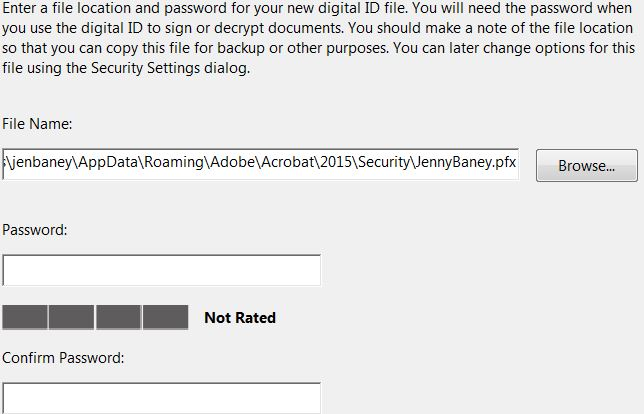 Enter a file location and password for your new digital ID file. You will need the password when
you use the digital ID to sign or decrypt documents. You should make a note of the file location
so that you can copy this file for backup or other purposes. You can later change options for this
file using the Security Settings dialog.
File Name:
\jenbaney\AppData\Roaming\Adobe\Acrobat\2015\Security\JennyBaney.pfx
Browse...
Password:
Not Rated
Confirm Password: